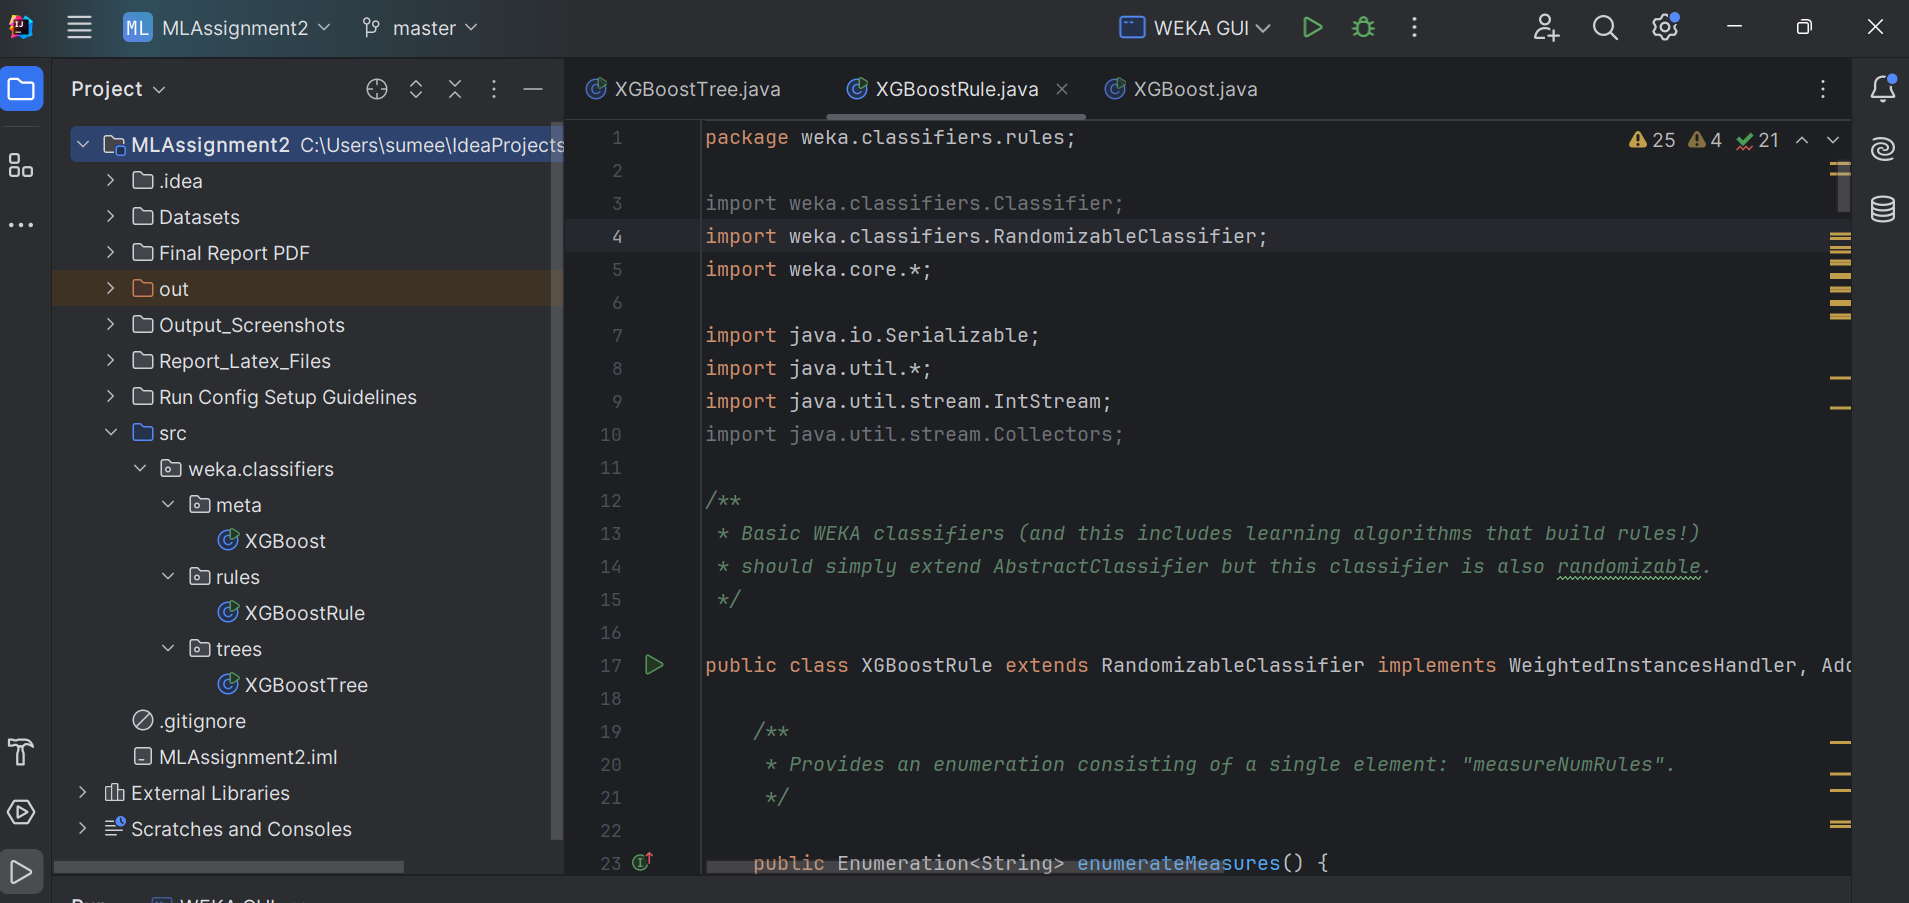 ML MLAssignment2 master WEKA GUI
Project
XGBoostTree.java XGBoostRule.java XGBoost.java
MLAssignment2 C:\Users\sumee\IdeaProjects
.idea
Datasets
Final Report PDF
out
Output_Screenshots
Report_Latex_Files
Run Config Setup Guidelines
src
weka.classifiers
meta
XGBoost
rules
XGBoostRule
trees
XGBoostTree
.gitignore
MLAssignment2.iml
External Libraries
Scratches and Consoles
25 4 21
1 package weka.classifiers.rules;
2
3 import weka.classifiers.Classifier;
4 import weka.classifiers.RandomizableClassifier;
5 import weka.core.*;
6
7 import java.io.Serializable;
8 import java.util.*;
9 import java.util.stream.IntStream;
10 import java.util.stream.Collectors;
11
12 /**
13 * Basic WEKA classifiers (and this includes learning algorithms that build rules!)
14 * should simply extend AbstractClassifier but this classifier is also randomizable.
15 */
16
17 public class XGBoostRule extends RandomizableClassifier implements WeightedInstancesHandler, Add
18
19 /**
20 * Provides an enumeration consisting of a single element: "measureNumRules".
21 */
22
23 public Enumeration<String> enumerateMeasures() {
Run WEKA GUI